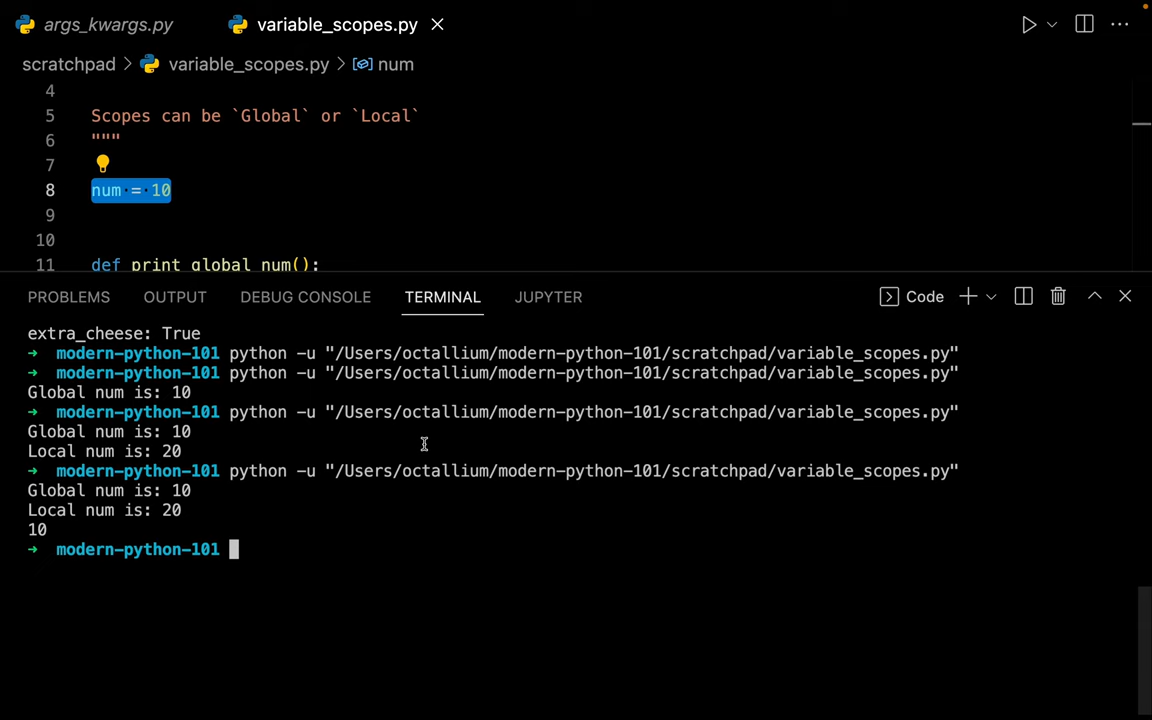 args_kwargs.py variable_scopes.py
scratchpad > variable_scopes.py > num
4
5 Scopes can be `Global` or `Local`
6 """
7
8 num = 10
9
10
11 def print_global_num():
PROBLEMS OUTPUT DEBUG CONSOLE TERMINAL JUPYTER Code
extra_cheese: True
→ modern-python-101 python -u "/Users/octallium/modern-python-101/scratchpad/variable_scopes.py"
→ modern-python-101 python -u "/Users/octallium/modern-python-101/scratchpad/variable_scopes.py"
Global num is: 10
→ modern-python-101 python -u "/Users/octallium/modern-python-101/scratchpad/variable_scopes.py"
Global num is: 10
Local num is: 20
→ modern-python-101 python -u "/Users/octallium/modern-python-101/scratchpad/variable_scopes.py"
Global num is: 10
Local num is: 20
10
→ modern-python-101